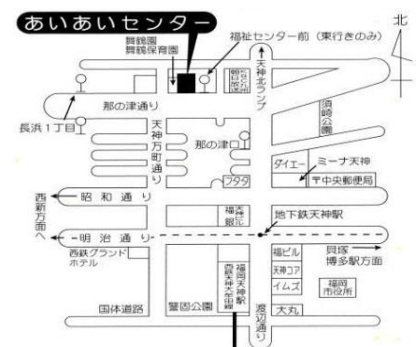 あいあいセンター
北
舞鶴園
舞鶴保育園
福祉センター前（東行きのみ）
天神北ランプ
長浜1丁目
那の津通り
天神万町通り
那の津口
須崎公園
ダイエー
ミーナ天神
〒中央郵便局
フタタ
西新方面へ
昭和通り
明治通り
福岡銀行
地下鉄天神駅
貝塚
博多駅方面
西鉄グランド
ホテル
福岡天神駅
西鉄天神大牟田線
福ビル
天神コア
イムズ
福岡
市役所
国体道路
警固公園
渡辺通り
大丸